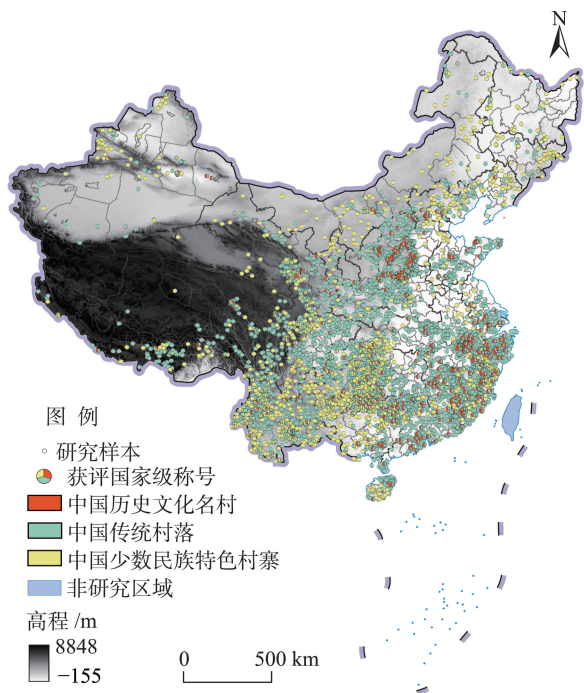 N
图 例
研究样本
获评国家级称号
中国历史文化名村
中国传统村落
中国少数民族特色村寨
非研究区域
高程 /m
8848
−155
0 500 km